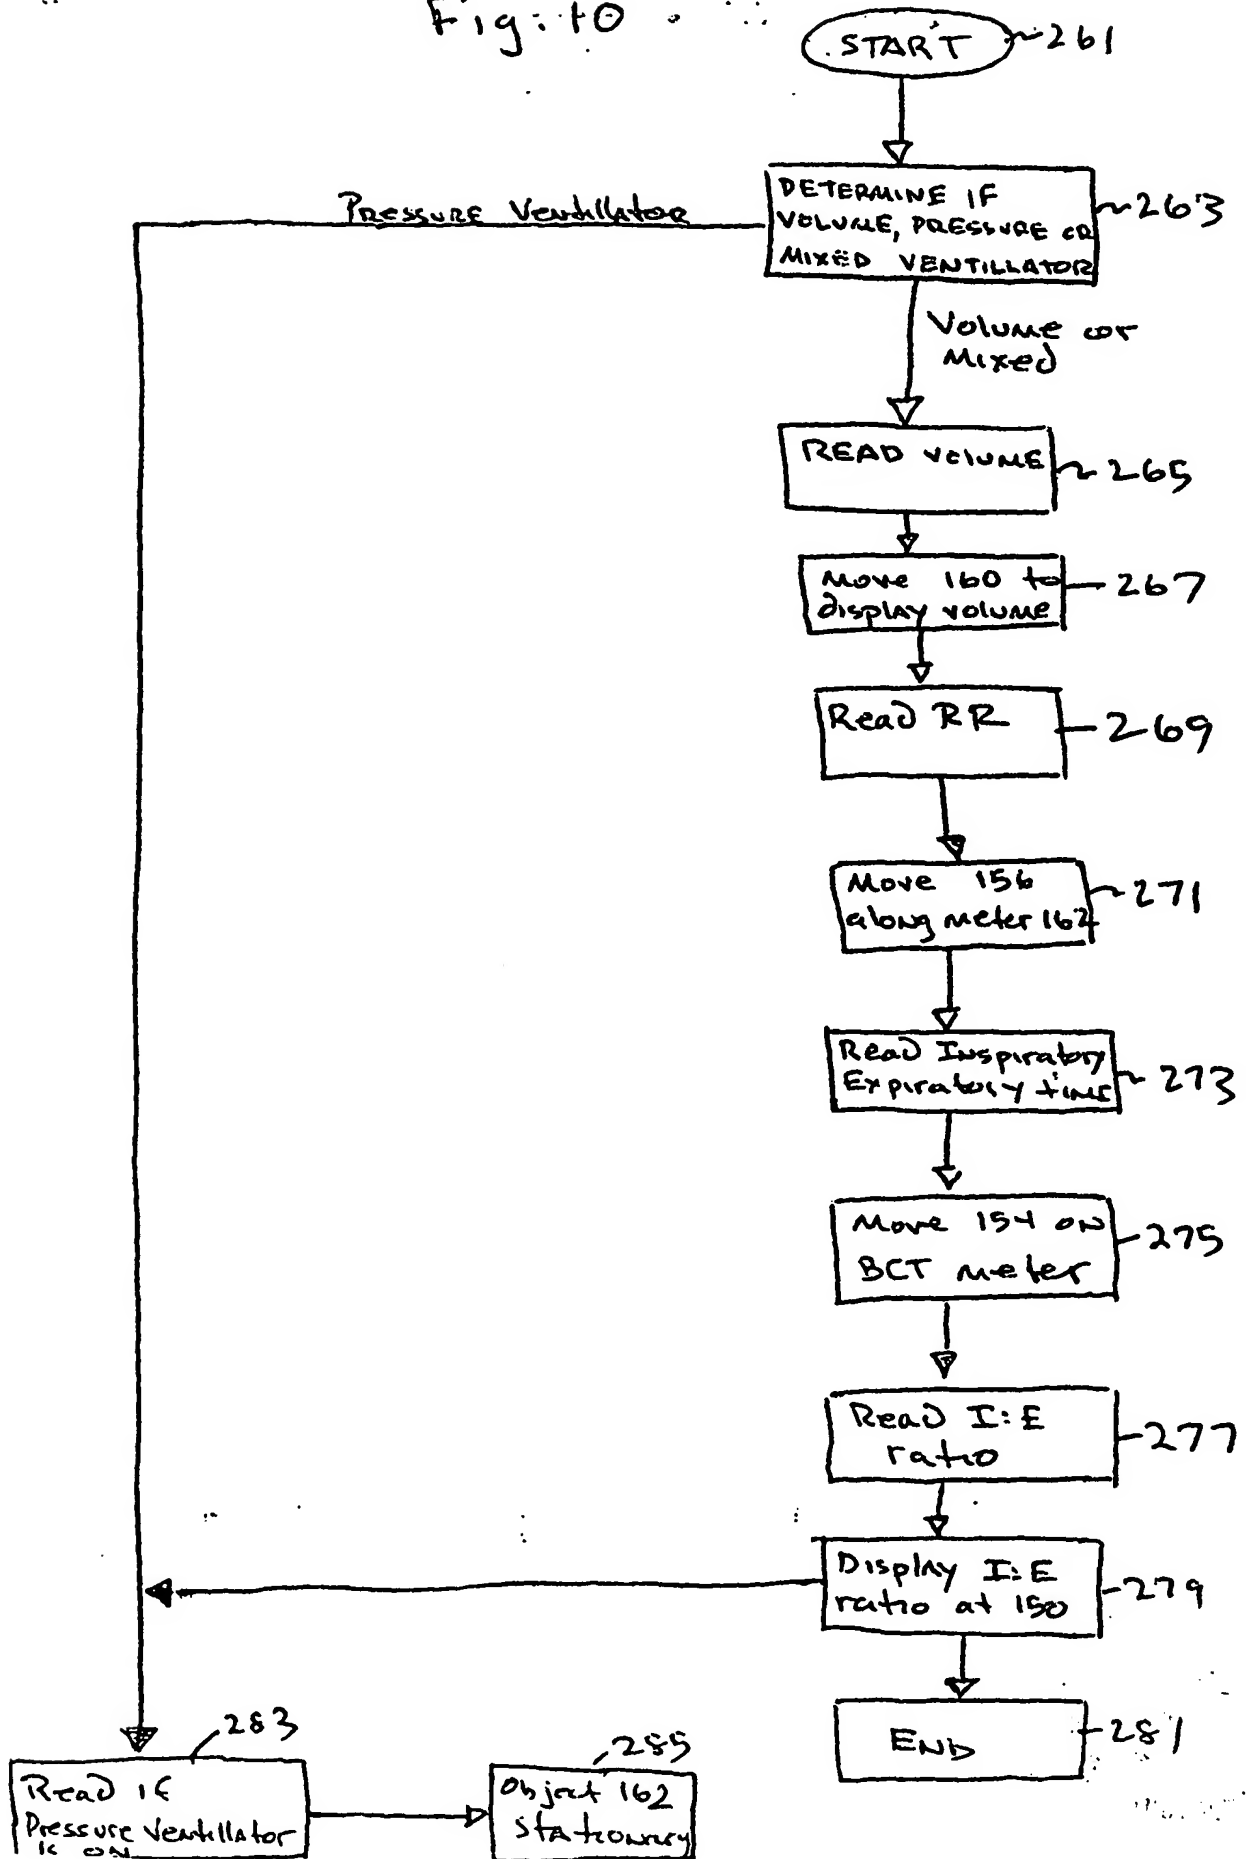 Fig. 10
START
261
Pressure Ventillator
DETERMINE IF
VOLUME, PRESSURE OR
MIXED VENTILLATOR
263
Volume or
Mixed
READ VOLUME
265
Move 160 to
display volume
267
Read RR
269
Move 156
along meter 162
271
Read Inspiratory
Expiratory time
273
Move 154 on
BCT meter
275
Read I:E
ratio
277
Display I:E
ratio at 150
279
END
281
283
Read if
Pressure Ventillator
is on
285
Object 162
stationary